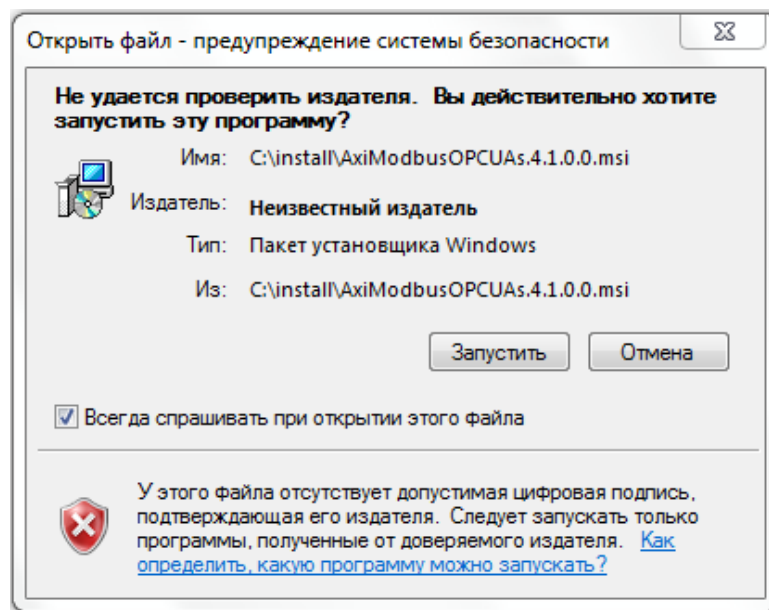 Открыть файл - предупреждение системы безопасности
Не удается проверить издателя. Вы действительно хотите
запустить эту программу?
Имя: C:\install\AxiModbusOPCUAs.4.1.0.0.msi
Издатель: Неизвестный издатель
Тип: Пакет установщика Windows
Из: C:\install\AxiModbusOPCUAs.4.1.0.0.msi
Запустить Отмена
Всегда спрашивать при открытии этого файла
У этого файла отсутствует допустимая цифровая подпись,
подтверждающая его издателя. Следует запускать только
программы, полученные от доверяемого издателя. Как
определить, какую программу можно запускать?